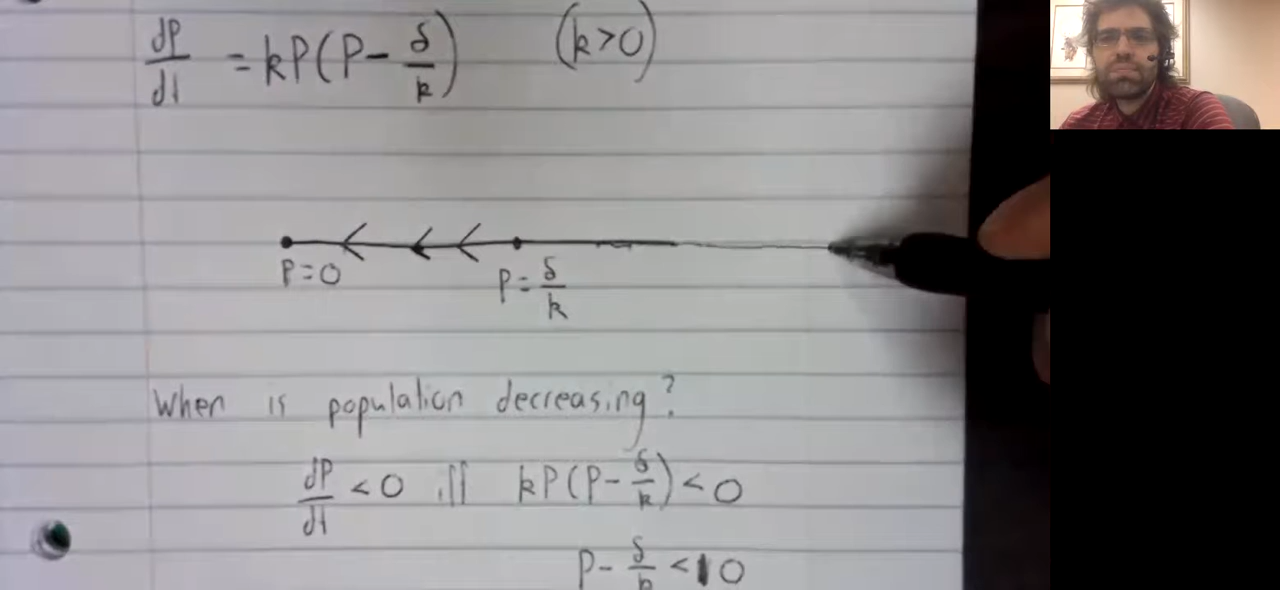 dP/dt = kP(P - δ/k) (k>0)
P=0 P= δ/k
When is population decreasing?
dP/dt < 0 iff kP(P - δ/k) < 0
P - δ/k < 0